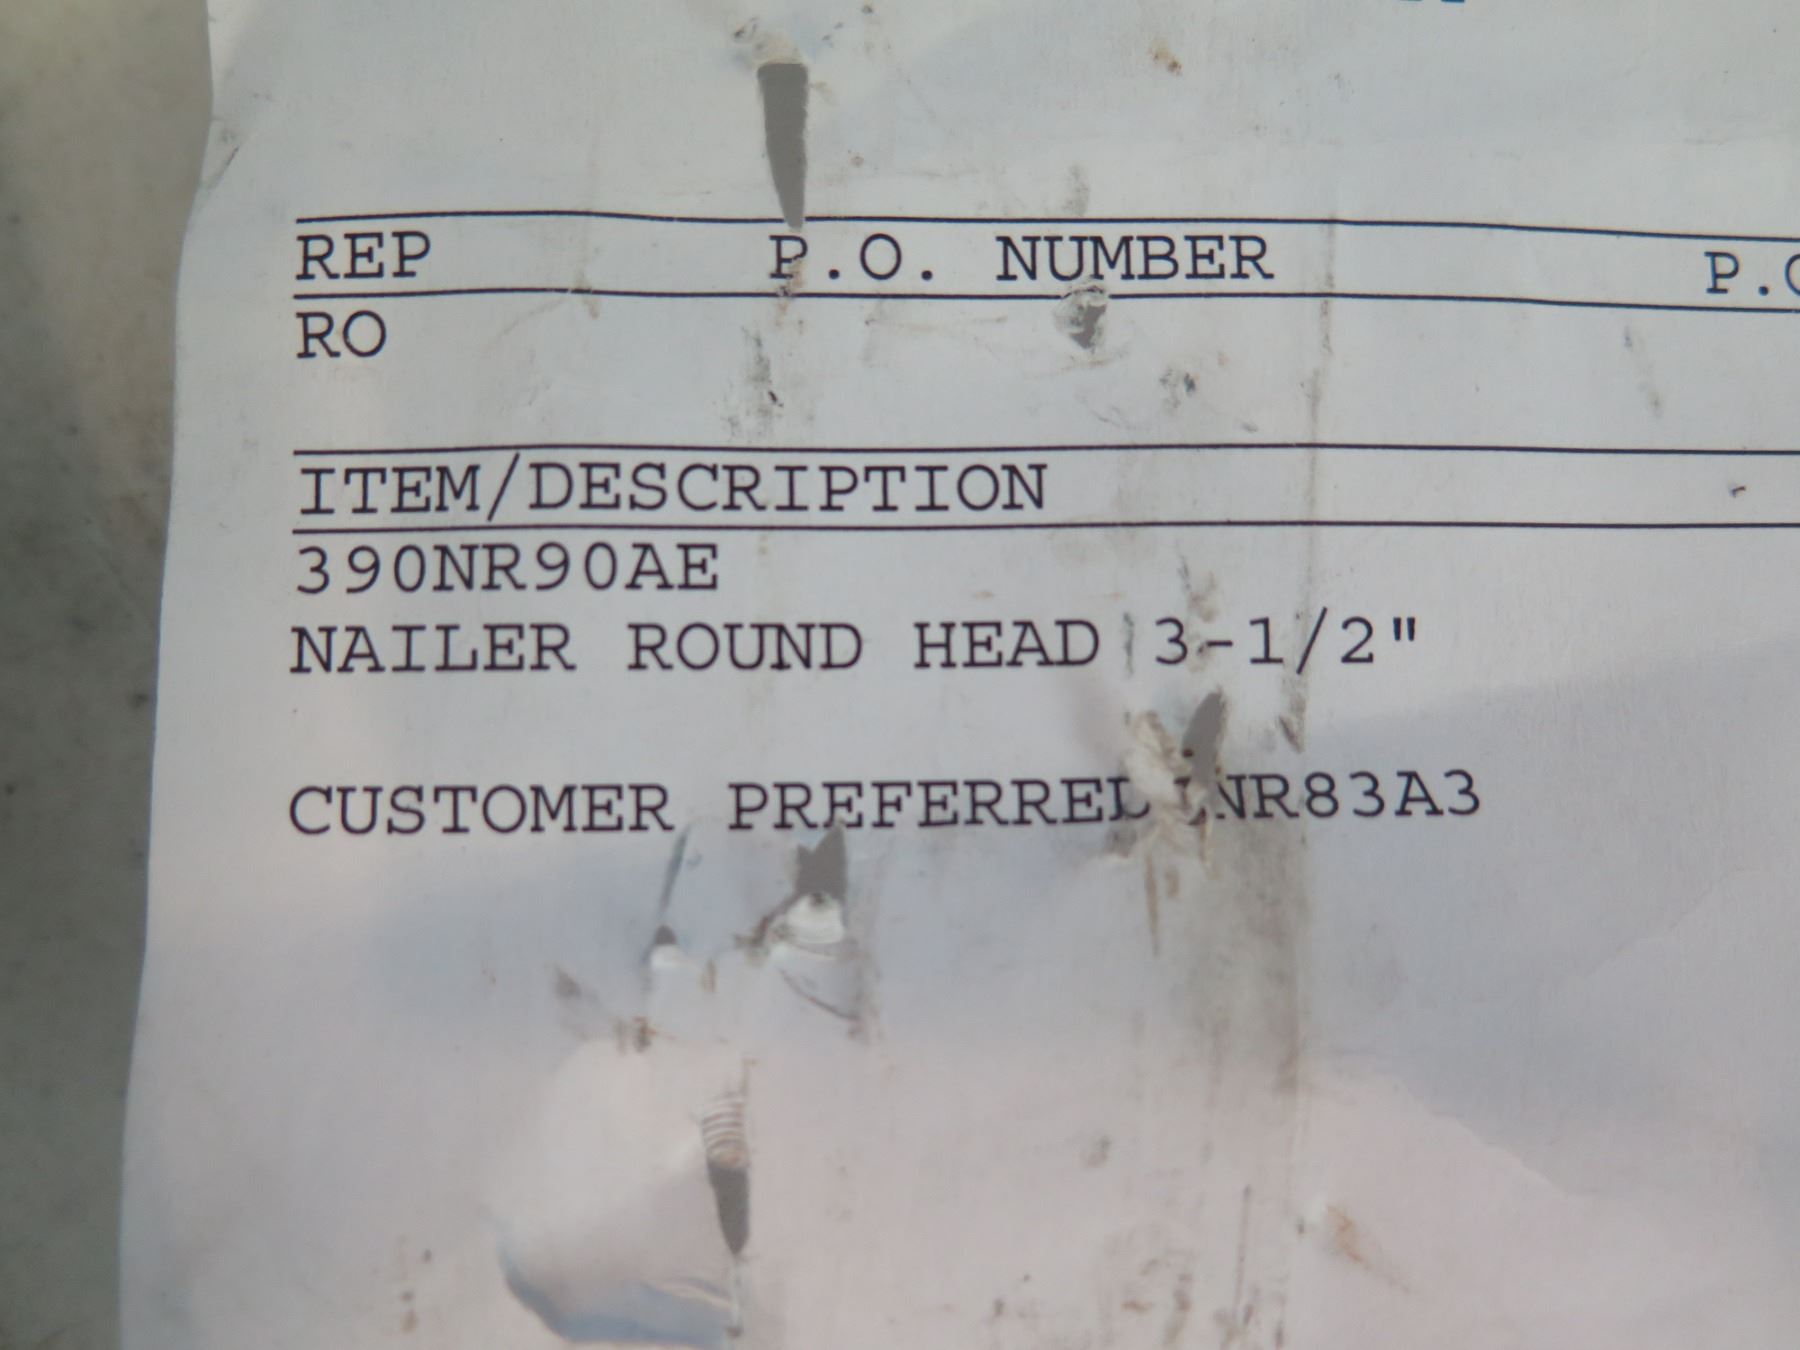 REP P.O. NUMBER
RO
ITEM/DESCRIPTION
390NR90AE
NAILER ROUND HEAD 3-1/2"
CUSTOMER PREFERRED NR83A3